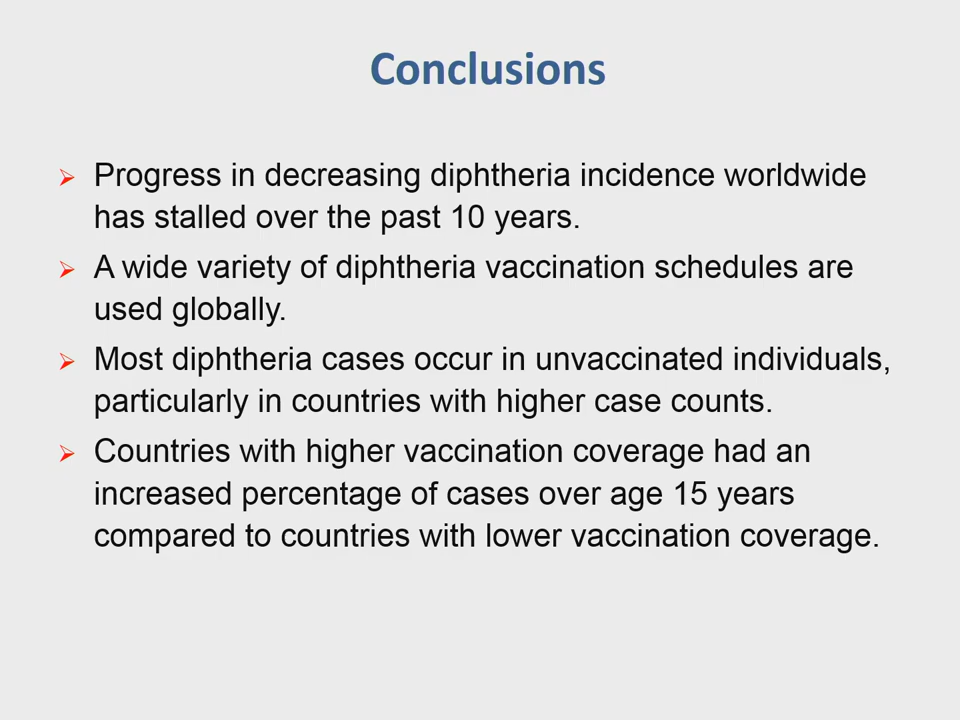 Conclusions
➢ Progress in decreasing diphtheria incidence worldwide
has stalled over the past 10 years.
➢ A wide variety of diphtheria vaccination schedules are
used globally.
➢ Most diphtheria cases occur in unvaccinated individuals,
particularly in countries with higher case counts.
➢ Countries with higher vaccination coverage had an
increased percentage of cases over age 15 years
compared to countries with lower vaccination coverage.